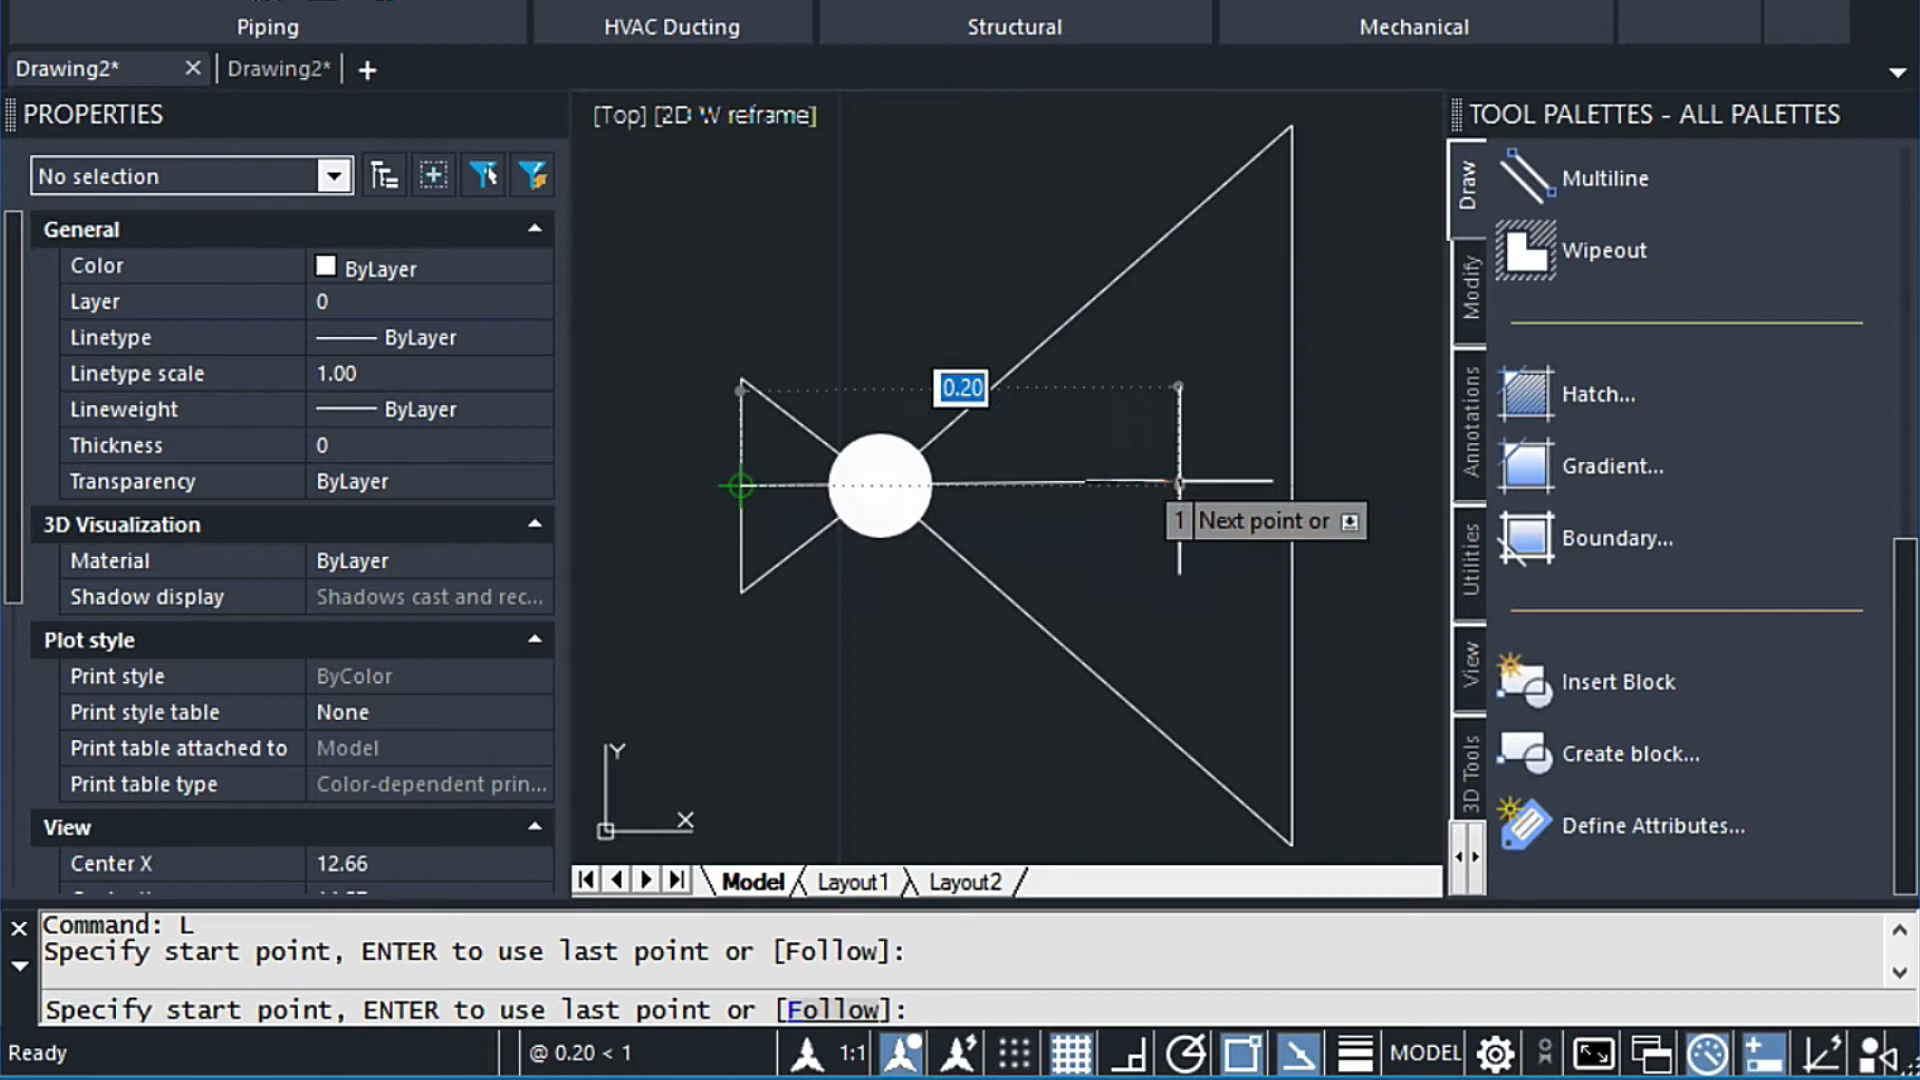 Piping
HVAC Ducting
Structural
Mechanical
Drawing2*
Drawing2*
PROPERTIES
[Top] [2D W reframe]
TOOL PALETTES - ALL PALETTES
No selection
General
Color ByLayer
Layer 0
Linetype ByLayer
Linetype scale 1.00
Lineweight ByLayer
Thickness 0
Transparency ByLayer
3D Visualization
Material ByLayer
Shadow display Shadows cast and rec...
Plot style
Print style ByColor
Print style table None
Print table attached to Model
Print table type Color-dependent prin...
View
Center X 12.66
0.20
1 Next point or
Y
X
Draw
Modify
Annotations
Utilities
View
3D Tools
Multiline
Wipeout
Hatch...
Gradient...
Boundary...
Insert Block
Create block...
Define Attributes...
Model
Layout1
Layout2
Command: L
Specify start point, ENTER to use last point or [Follow]:
Specify start point, ENTER to use last point or [Follow]:
Ready
@ 0.20 < 1
1:1
MODEL